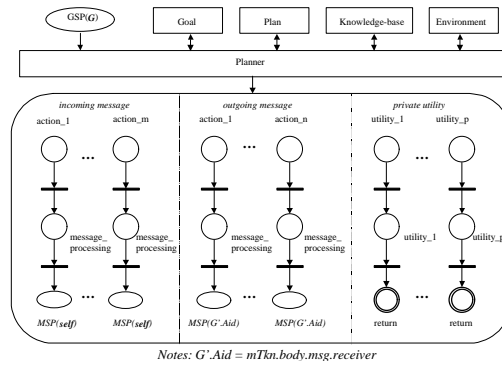 GSP(G)
Goal
Plan
Knowledge-base
Environment
Planner
incoming message
outgoing message
private utility
action_1
action_m
action_1
action_n
utility_1
utility_p
...
...
...
message_
processing
message_
processing
message_
processing
message_
processing
utility_1
utility_p
...
...
...
MSP(self)
MSP(self)
MSP(G'.Aid)
MSP(G'.Aid)
return
return
Notes: G'.Aid = mTkn.body.msg.receiver